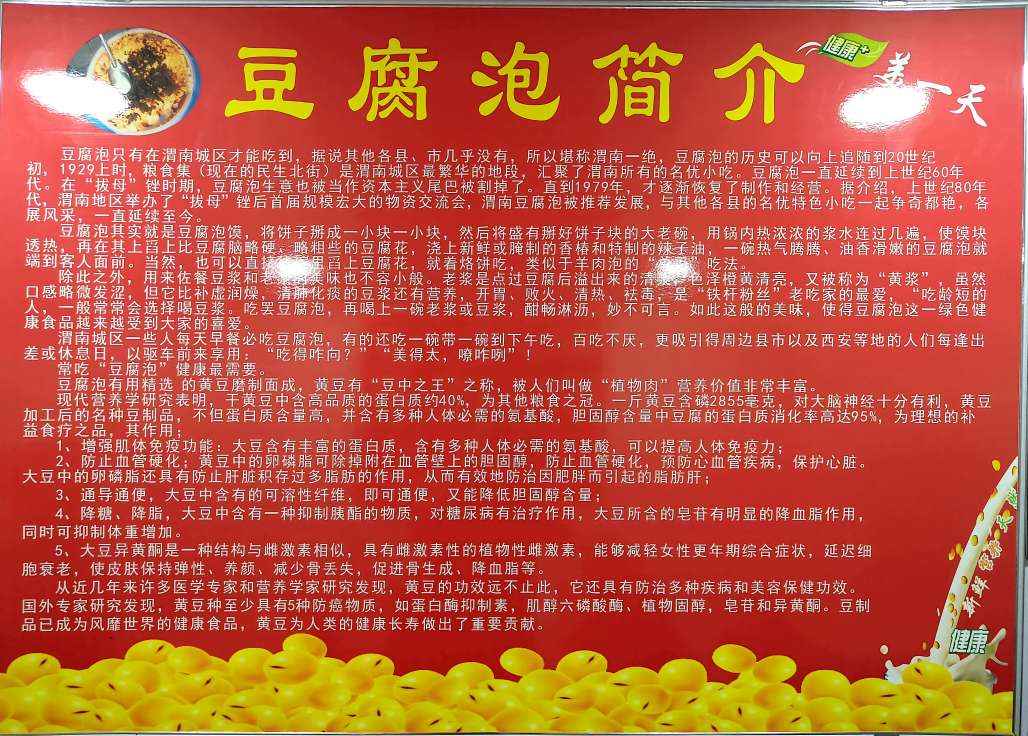 豆腐泡简介
健康+
美一天
豆腐泡只有在渭南城区才能吃到，据说其他各县、市几乎没有，所以堪称渭南一绝，豆腐泡的历史可以向上追随到20世纪
初，1929上时，粮食集（现在的民生北街）是渭南城区最繁华的地段，汇聚了渭南所有的名优小吃。豆腐泡一直延续到上世纪60年
代。在“拔母”锉时期，豆腐泡生意也被当作资本主义尾巴被割掉了。直到1979年，才逐渐恢复了制作和经营。据介绍，上世纪80年
代，渭南地区举办了“拔母”锉后首届规模宏大的物资交流会，渭南豆腐泡被推荐发展，与其他各县的名优特色小吃一起争奇都艳，各
展风采，一直延续至今。
豆腐泡其实就是豆腐泡馍，将饼子掰成一小块一小块，然后将盛有掰好饼子块的大老碗，用锅内热浓浓的浆水连过几遍，使馍块
透热，再在其上舀上比豆腐脑略硬、略粗些的豆腐花，浇上新鲜或腌制的香椿和特制的辣子油，一碗热气腾腾、油香滑嫩的豆腐泡就
端到客人面前。当然，也可以直接 里舀上豆腐花，就着烙饼吃，类似于羊肉泡的“ ”吃法。
除此之外，用来佐餐豆浆和老浆的美味也不容小般。老浆是点过豆腐后溢出来的清浆，色泽橙黄清亮，又被称为“黄浆”，虽然
口感略微发涩，但它比补虚润燥，清肺化痰的豆浆还有营养，开胃、败火、清热、祛毒，是“铁杆粉丝”老吃家的最爱，“吃龄短的
人，一般常常会选择喝豆浆。吃罢豆腐泡，再喝上一碗老浆或豆浆，酣畅淋沥，妙不可言。如此这般的美味，使得豆腐泡这一绿色健
康食品越来越受到大家的喜爱。
渭南城区一些人每天早餐必吃豆腐泡，有的还吃一碗带一碗到下午吃，百吃不厌，更吸引得周边县市以及西安等地的人们每逢出
差或休息日，以驱车前来享用：“吃得咋向？”“美得太，嘹咋咧”！
常吃“豆腐泡”健康最需要。
豆腐泡有用精选 的黄豆磨制面成，黄豆有“豆中之王”之称，被人们叫做“植物肉”营养价值非常丰富。
现代营养学研究表明，干黄豆中含高品质的蛋白质约40%，为其他粮食之冠。一斤黄豆含磷2855毫克，对大脑神经十分有利，黄豆
加工后的名种豆制品，不但蛋白质含量高，并含有多种人体必需的氨基酸，胆固醇含量中豆腐的蛋白质消化率高达95%，为理想的补
益食疗之品，其作用；
1、增强肌体免疫功能：大豆含有丰富的蛋白质，含有多种人体必需的氨基酸，可以提高人体免疫力；
2、防止血管硬化；黄豆中的卵磷脂可除掉附在血管壁上的胆固醇，防止血管硬化，预防心血管疾病，保护心脏。
大豆中的卵磷脂还具有防止肝脏积存过多脂肪的作用，从而有效地防治因肥胖而引起的脂肪肝；
3、通导通便，大豆中含有的可溶性纤维，即可通便，又能降低胆固醇含量；
4、降糖、降脂，大豆中含有一种抑制胰酯的物质，对糖尿病有治疗作用，大豆所含的皂苷有明显的降血脂作用，
同时可抑制体重增加。
5、大豆异黄酮是一种结构与雌激素相似，具有雌激素性的植物性雌激素，能够减轻女性更年期综合症状，延迟细
胞衰老，使皮肤保持弹性、养颜、减少骨丢失，促进骨生成、降血脂等。
从近几年来许多医学专家和营养学家研究发现，黄豆的功效远不止此，它还具有防治多种疾病和美容保健功效。
国外专家研究发现，黄豆种至少具有5种防癌物质，如蛋白酶抑制素，肌醇六磷酸酶、植物固醇，皂苷和异黄酮。豆制
品已成为风靡世界的健康食品，黄豆为人类的健康长寿做出了重要贡献。
天然
营养
新鲜
健康